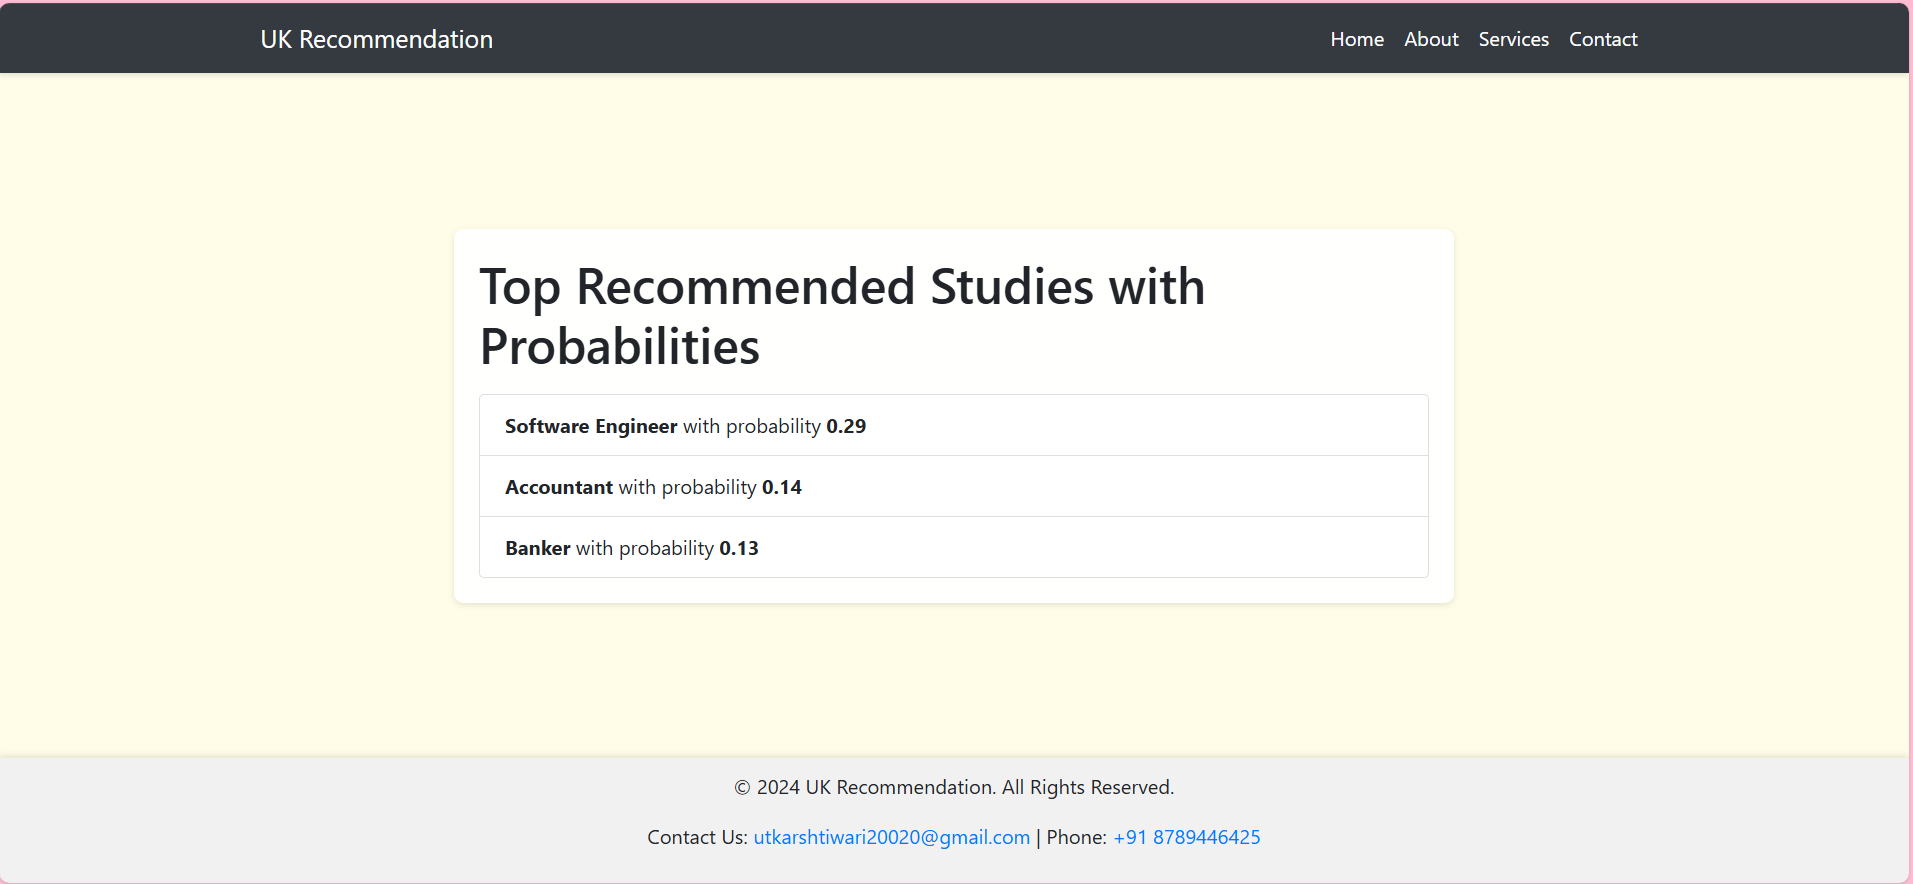 UK Recommendation
Home About Services Contact
Top Recommended Studies with
Probabilities
Software Engineer with probability 0.29
Accountant with probability 0.14
Banker with probability 0.13
© 2024 UK Recommendation. All Rights Reserved.
Contact Us: utkarshtiwari20020@gmail.com | Phone: +91 8789446425